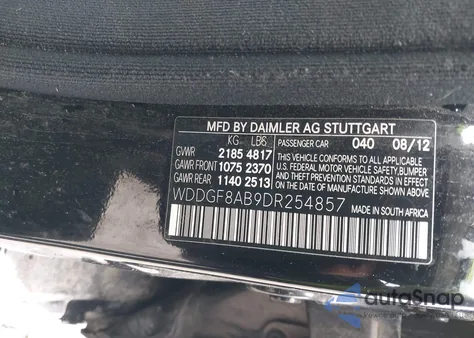 MFD BY DAIMLER AG STUTTGART
KG LBS PASSENGER CAR 040 08/12
GVWR 2185 4817
GAWR FRONT 1075 2370
GAWR REAR 1140 2513
THIS VEHICLE CONFORMS TO ALL APPLICABLE
U.S. FEDERAL MOTOR VEHICLE SAFETY, BUMPER
AND THEFT PREVENTION STANDARDS IN EFFECT
ON THE DATE OF MANUFACTURE SHOWN ABOVE.
WDDGF8AB9DR254857 MADE IN SOUTH AFRICA
autoSnap